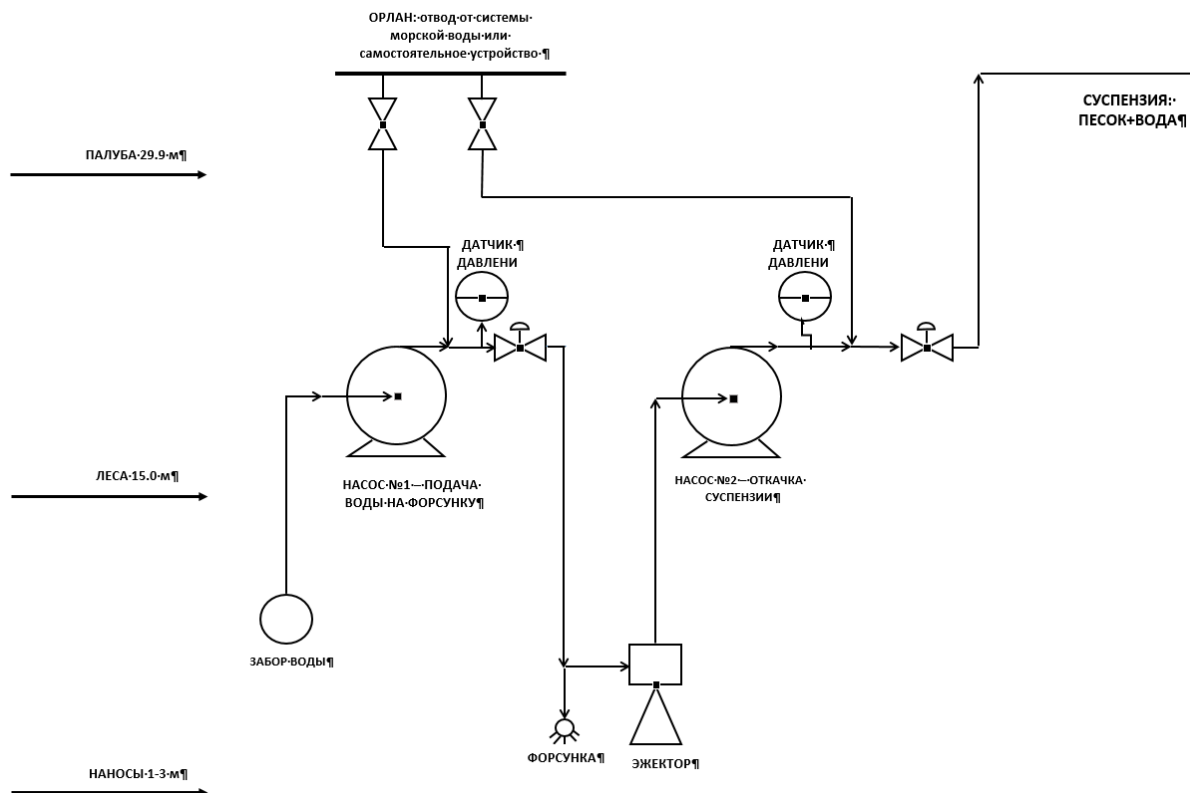 ОРЛАН:·отвод·от·системы·
морской·воды·или·
самостоятельное·устройство·¶
СУСПЕНЗИЯ:·
ПЕСОК+ВОДА¶
ПАЛУБА·29.9·м¶
ДАТЧИК·¶
ДАВЛЕНИ
ДАТЧИК·¶
ДАВЛЕНИ
ЛЕСА·15.0·м¶
НАСОС·№1·–·ПОДАЧА·
ВОДЫ·НА·ФОРСУНКУ¶
НАСОС·№2·–·ОТКАЧКА·
СУСПЕНЗИИ¶
ЗАБОР·ВОДЫ¶
ФОРСУНКА¶
ЭЖЕКТОР¶
НАНОСЫ·1-3·м¶